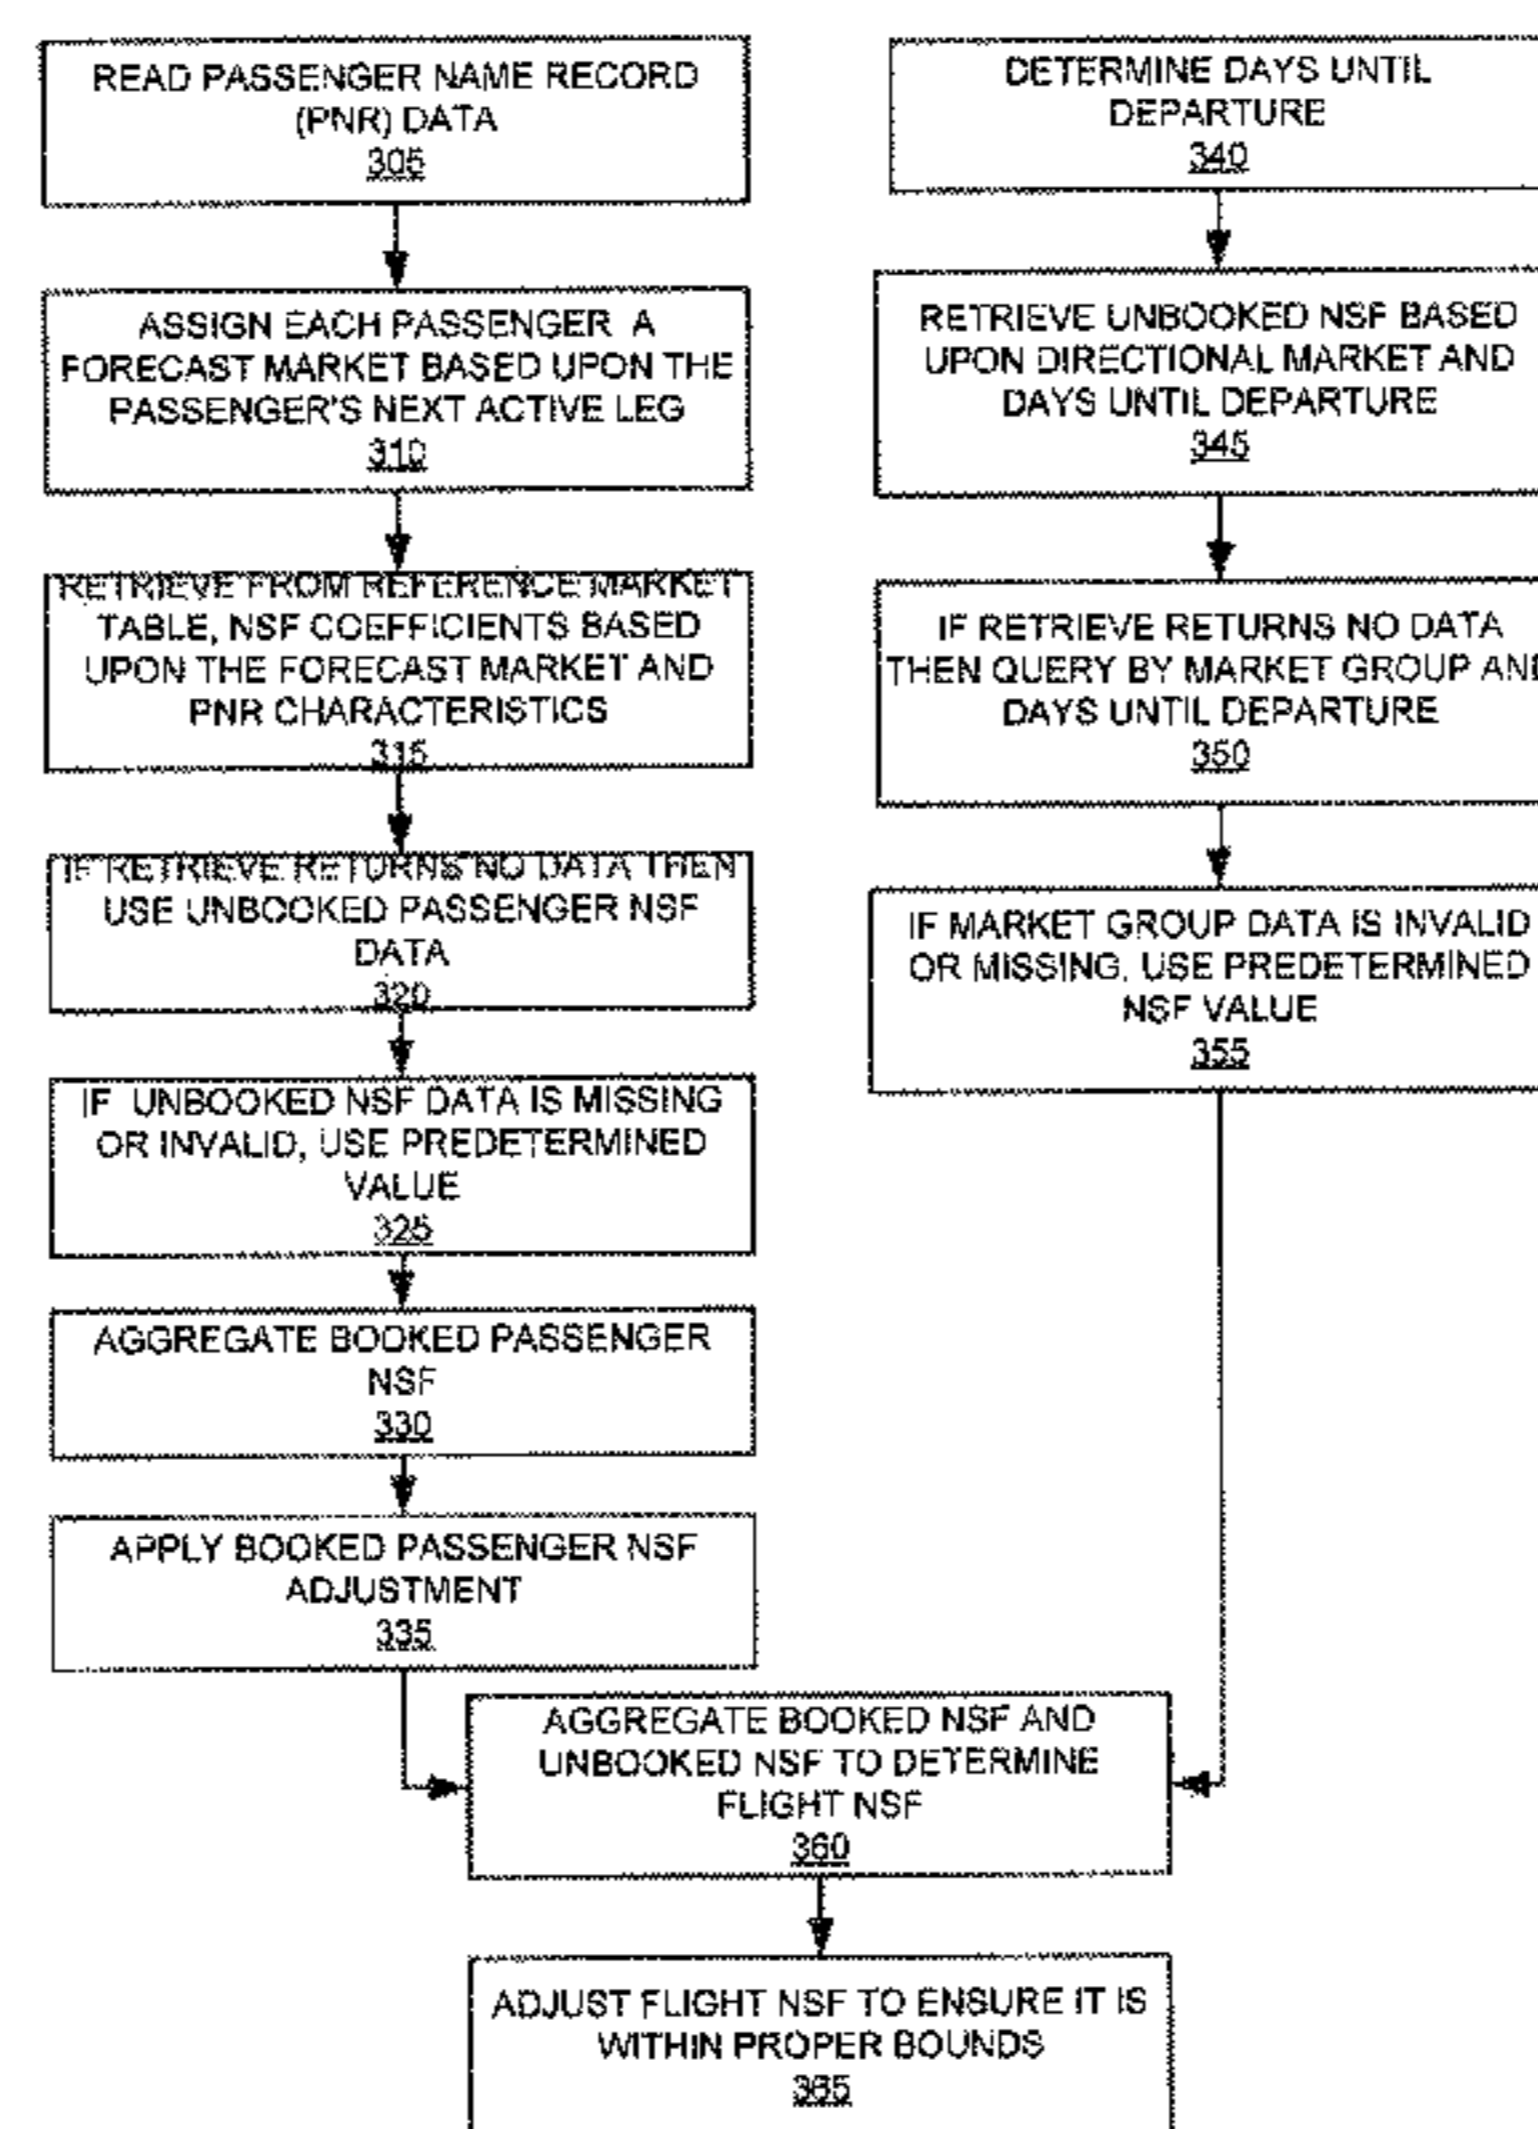 READ PASSENGER NAME RECORD
(PNR) DATA
305
ASSIGN EACH PASSENGER A
FORECAST MARKET BASED UPON THE
PASSENGER'S NEXT ACTIVE LEG
310
RETRIEVE FROM REFERENCE MARKET
TABLE, NSF COEFFICIENTS BASED
UPON THE FORECAST MARKET AND
PNR CHARACTERISTICS
315
IF RETRIEVE RETURNS NO DATA THEN
USE UNBOOKED PASSENGER NSF
DATA
320
IF UNBOOKED NSF DATA IS MISSING
OR INVALID, USE PREDETERMINED
VALUE
325
AGGREGATE BOOKED PASSENGER
NSF
330
APPLY BOOKED PASSENGER NSF
ADJUSTMENT
335
DETERMINE DAYS UNTIL
DEPARTURE
340
RETRIEVE UNBOOKED NSF BASED
UPON DIRECTIONAL MARKET AND
DAYS UNTIL DEPARTURE
345
IF RETRIEVE RETURNS NO DATA
THEN QUERY BY MARKET GROUP AND
DAYS UNTIL DEPARTURE
350
IF MARKET GROUP DATA IS INVALID
OR MISSING, USE PREDETERMINED
NSF VALUE
355
AGGREGATE BOOKED NSF AND
UNBOOKED NSF TO DETERMINE
FLIGHT NSF
360
ADJUST FLIGHT NSF TO ENSURE IT IS
WITHIN PROPER BOUNDS
365